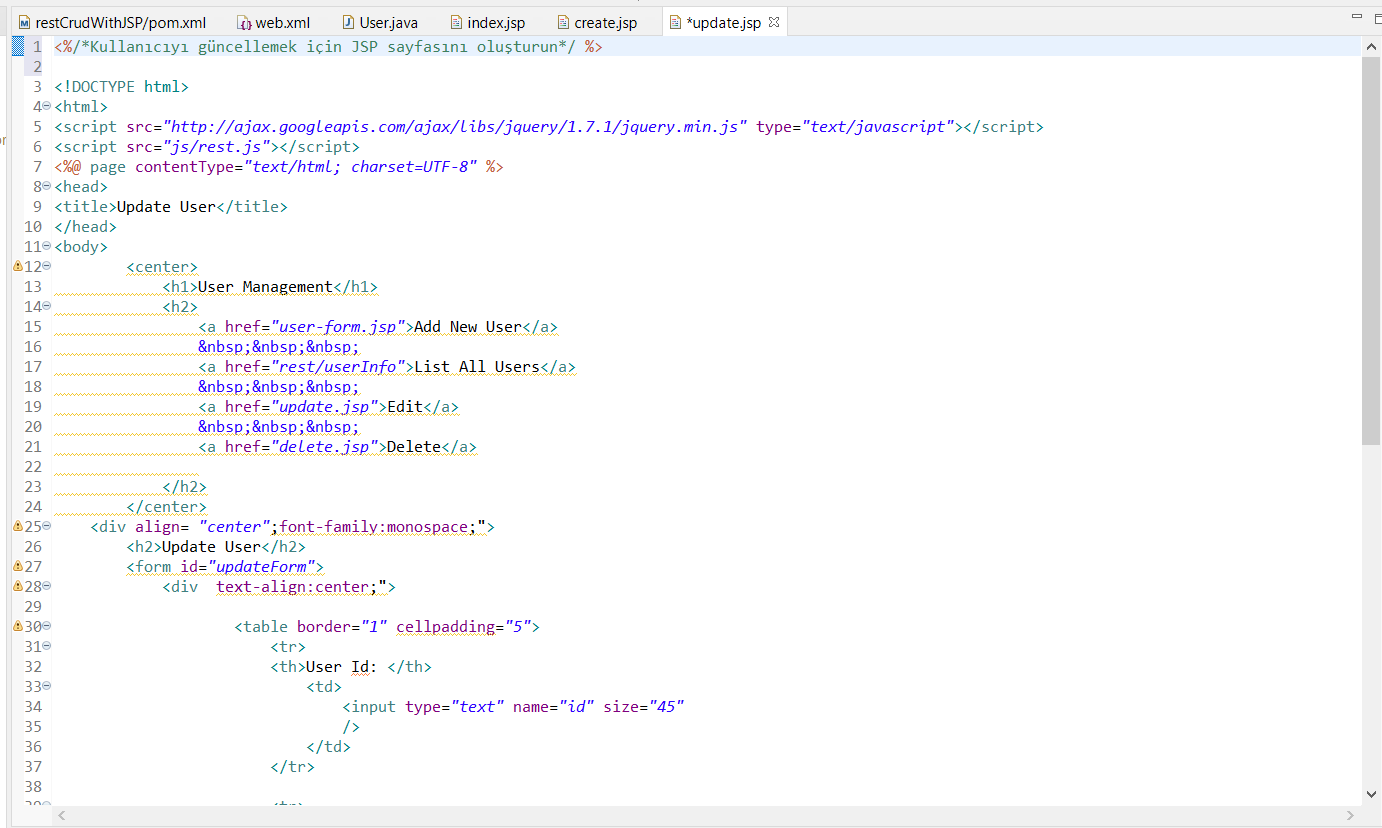 restCrudWithJSP/pom.xml web.xml User.java index.jsp create.jsp *update.jsp
1 <%/*Kullanıcıyı güncellemek için JSP sayfasını oluşturun*/ %>
2
3 <!DOCTYPE html>
4 <html>
5 <script src="http://ajax.googleapis.com/ajax/libs/jquery/1.7.1/jquery.min.js" type="text/javascript"></script>
6 <script src="js/rest.js"></script>
7 <%@ page contentType="text/html; charset=UTF-8" %>
8 <head>
9 <title>Update User</title>
10 </head>
11 <body>
12 <center>
13 <h1>User Management</h1>
14 <h2>
15 <a href="user-form.jsp">Add New User</a>
16 &nbsp;&nbsp;&nbsp;
17 <a href="rest/userInfo">List All Users</a>
18 &nbsp;&nbsp;&nbsp;
19 <a href="update.jsp">Edit</a>
20 &nbsp;&nbsp;&nbsp;
21 <a href="delete.jsp">Delete</a>
22
23 </h2>
24 </center>
25 <div align= "center";font-family:monospace;">
26 <h2>Update User</h2>
27 <form id="updateForm">
28 <div  text-align:center;">
29
30 <table border="1" cellpadding="5">
31 <tr>
32 <th>User Id: </th>
33 <td>
34 <input type="text" name="id" size="45"
35 />
36 </td>
37 </tr>
38